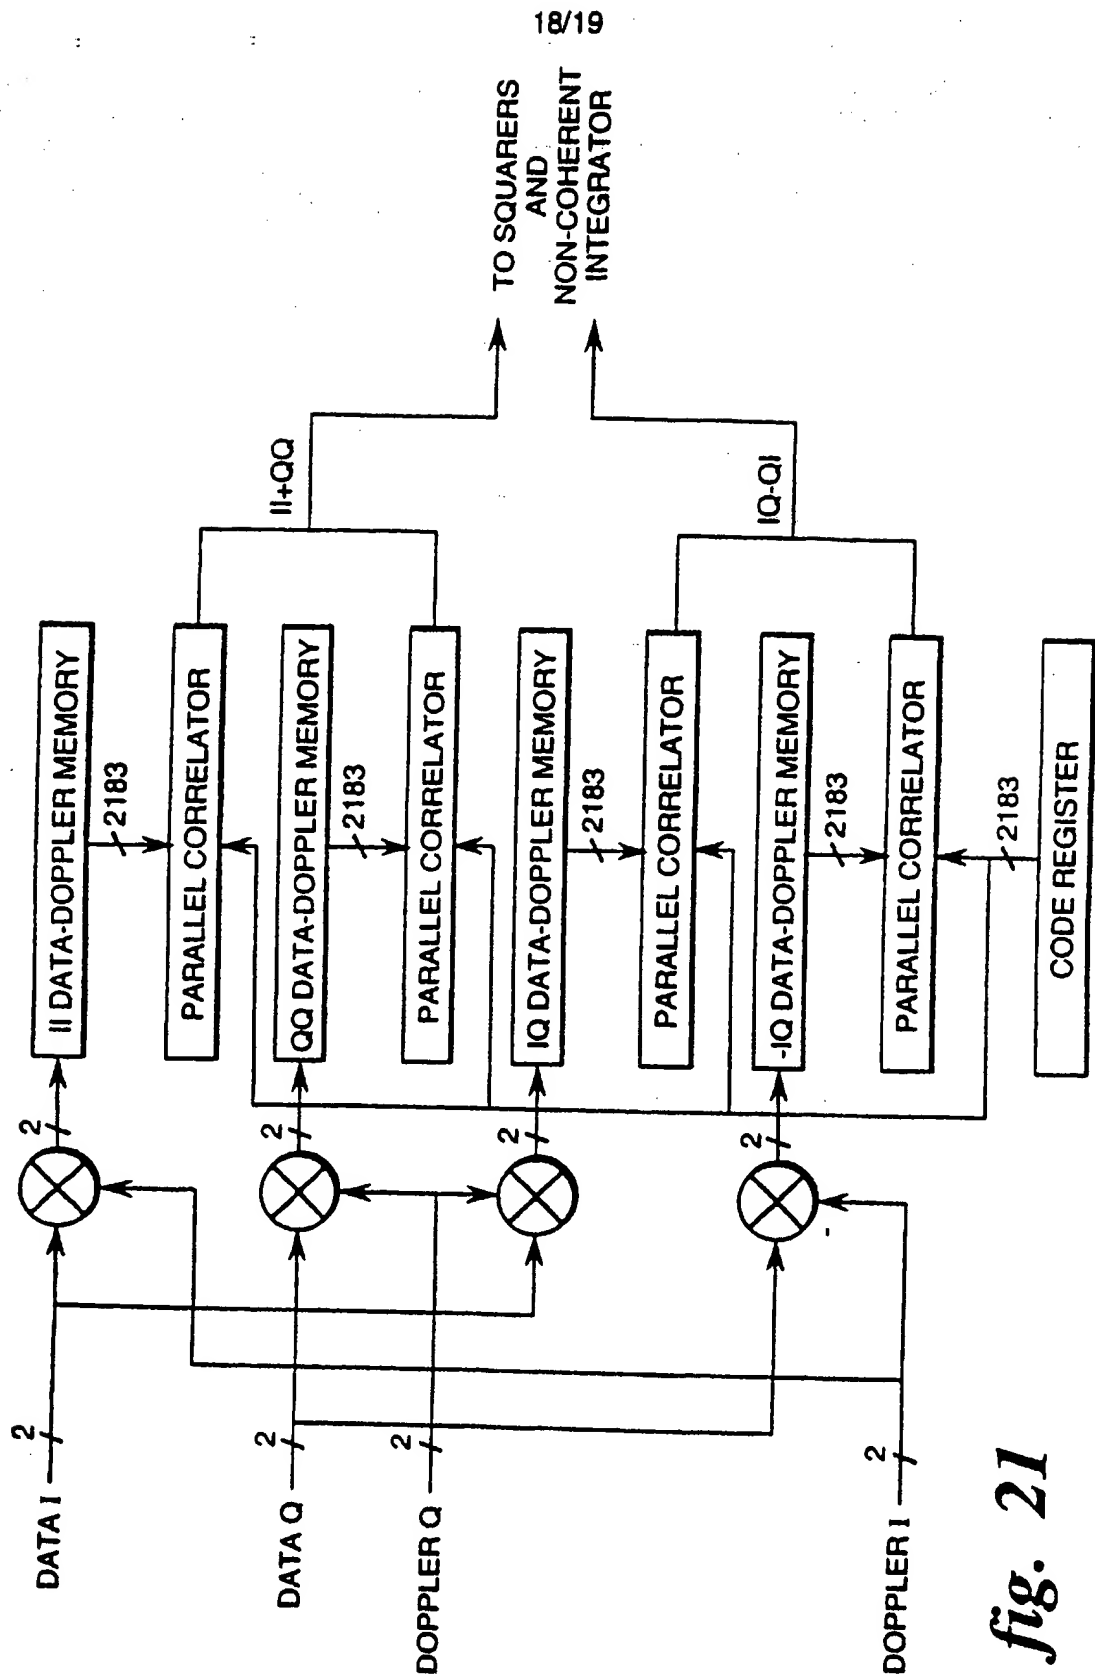 18/19
DATA I
2
2
II DATA-DOPPLER MEMORY
2183
PARALLEL CORRELATOR
II+QQ
DATA Q
2
2
QQ DATA-DOPPLER MEMORY
2183
PARALLEL CORRELATOR
TO SQUARERS
AND
NON-COHERENT
INTEGRATOR
DOPPLER Q
2
2
IQ DATA-DOPPLER MEMORY
2183
PARALLEL CORRELATOR
IQ-QI
2
-IQ DATA-DOPPLER MEMORY
2183
PARALLEL CORRELATOR
-
DOPPLER I
2
2183
CODE REGISTER
fig. 21